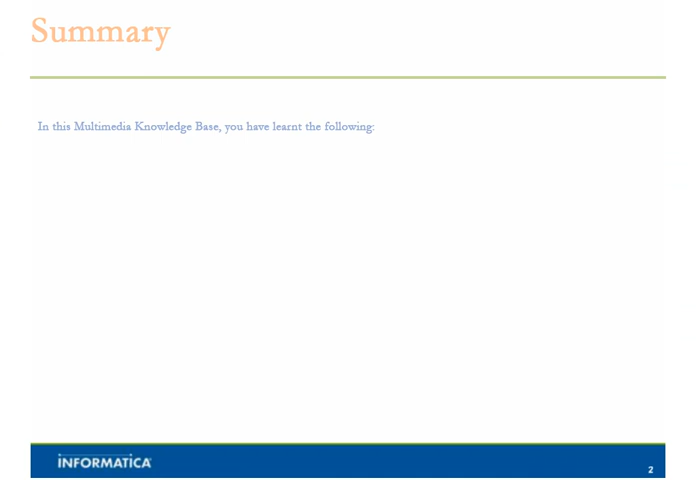 Summary
In this Multimedia Knowledge Base, you have learnt the following:
INFORMATICA
2